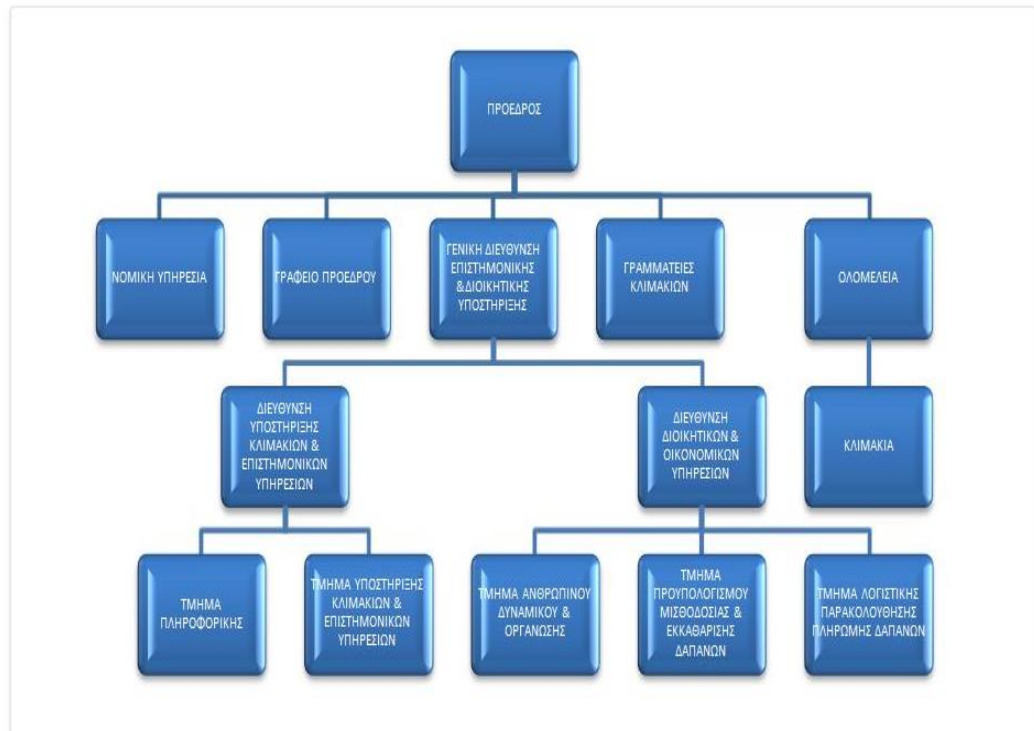 ΠΡΟΕΔΡΟΣ
ΝΟΜΙΚΗ ΥΠΗΡΕΣΙΑ
ΓΡΑΦΕΙΟ ΠΡΟΕΔΡΟΥ
ΓΕΝΙΚΗ ΔΙΕΥΘΥΝΣΗ
ΕΠΙΣΤΗΜΟΝΙΚΗΣ
&ΔΙΟΙΚΗΤΙΚΗΣ
ΥΠΟΣΤΗΡΙΞΗΣ
ΓΡΑΜΜΑΤΕΙΕΣ
ΚΛΙΜΑΚΙΩΝ
ΟΛΟΜΕΛΕΙΑ
ΔΙΕΥΘΥΝΣΗ
ΥΠΟΣΤΗΡΙΞΗΣ
ΚΛΙΜΑΚΙΩΝ &
ΕΠΙΣΤΗΜΟΝΙΚΩΝ
ΥΠΗΡΕΣΙΩΝ
ΔΙΕΥΘΥΝΣΗ
ΔΙΟΙΚΗΤΙΚΩΝ &
ΟΙΚΟΝΟΜΙΚΩΝ
ΥΠΗΡΕΣΙΩΝ
ΚΛΙΜΑΚΙΑ
ΤΜΗΜΑ
ΠΛΗΡΟΦΟΡΙΚΗΣ
ΤΜΗΜΑ ΥΠΟΣΤΗΡΙΞΗΣ
ΚΛΙΜΑΚΙΩΝ &
ΕΠΙΣΤΗΜΟΝΙΚΩΝ
ΥΠΗΡΕΣΙΩΝ
ΤΜΗΜΑ ΑΝΘΡΩΠΙΝΟΥ
ΔΥΝΑΜΙΚΟΥ &
ΟΡΓΑΝΩΣΗΣ
ΤΜΗΜΑ
ΠΡΟΥΠΟΛΟΓΙΣΜΟΥ
ΜΙΣΘΟΔΟΣΙΑΣ &
ΕΚΚΑΘΑΡΙΣΗΣ
ΔΑΠΑΝΩΝ
ΤΜΗΜΑ ΛΟΓΙΣΤΙΚΗΣ
ΠΑΡΑΚΟΛΟΥΘΗΣΗΣ
ΠΛΗΡΩΜΗΣ ΔΑΠΑΝΩΝ